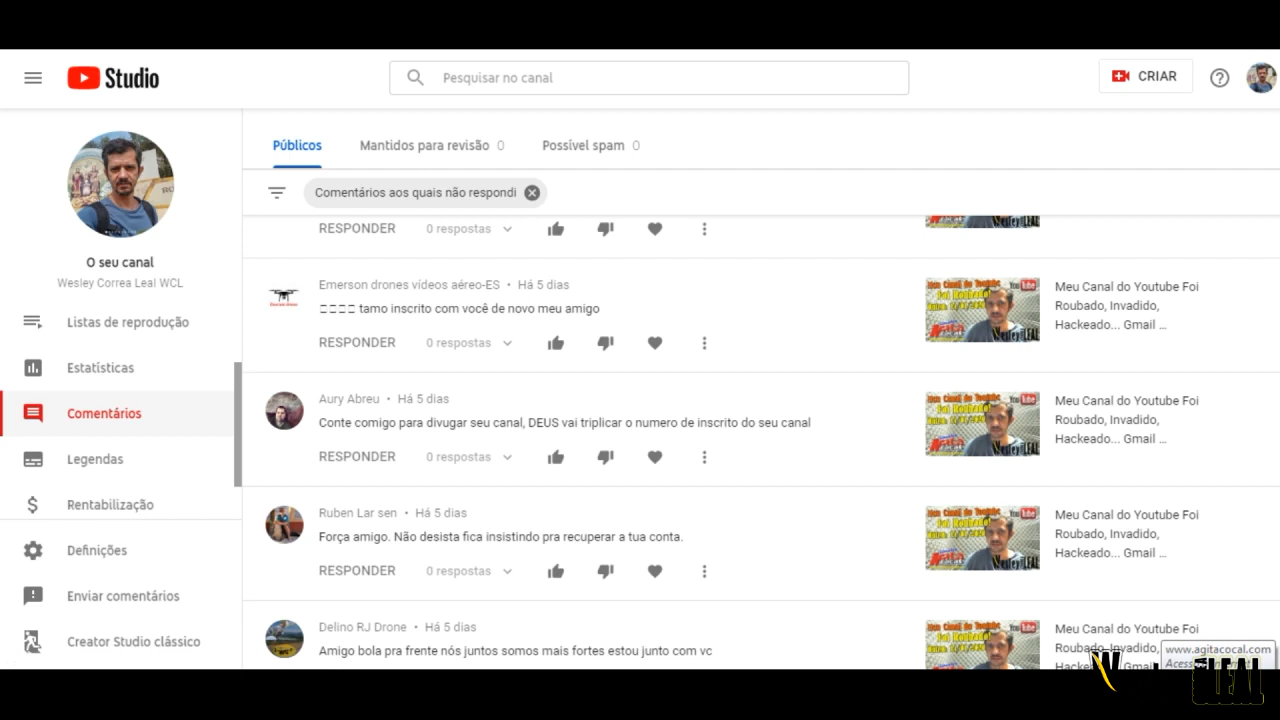 Studio
Pesquisar no canal
CRIAR
O seu canal
Wesley Correa Leal WCL
Listas de reprodução
Estatísticas
Comentários
Legendas
Rentabilização
Definições
Enviar comentários
Creator Studio clássico
Públicos
Mantidos para revisão 0
Possível spam 0
Comentários aos quais não respondi
RESPONDER 0 respostas
Emerson drones vídeos aéreo-ES • Há 5 dias
tamo inscrito com você de novo meu amigo
RESPONDER 0 respostas
Meu Canal do Youtube Foi
Roubado, Invadido,
Hackeado... Gmail ...
Aury Abreu • Há 5 dias
Conte comigo para divugar seu canal, DEUS vai triplicar o numero de inscrito do seu canal
RESPONDER 0 respostas
Meu Canal do Youtube Foi
Roubado, Invadido,
Hackeado... Gmail ...
Ruben Lar sen • Há 5 dias
Força amigo. Não desista fica insistindo pra recuperar a tua conta.
RESPONDER 0 respostas
Meu Canal do Youtube Foi
Roubado, Invadido,
Hackeado... Gmail ...
Delino RJ Drone • Há 5 dias
Amigo bola pra frente nós juntos somos mais fortes estou junto com vc
Meu Canal do Youtube Foi
Roubado, Invadido,
www.agitacocal.com
LEAL